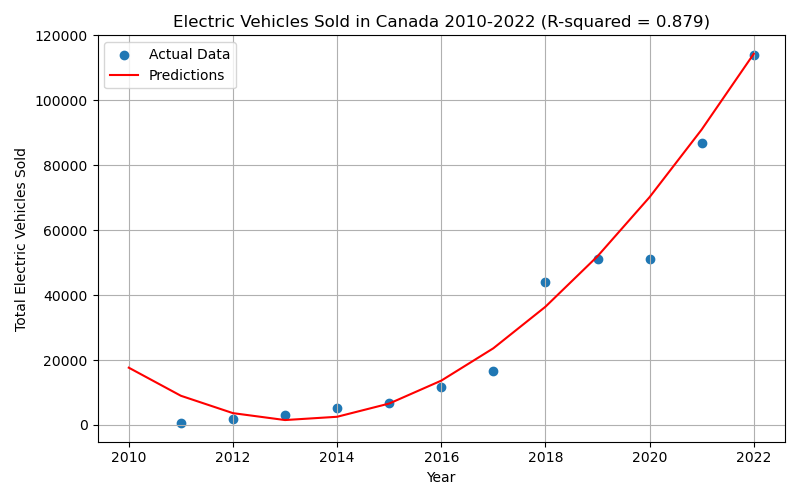 Electric Vehicles Sold in Canada 2010-2022 (R-squared = 0.879)
Actual Data
Predictions
Total Electric Vehicles Sold
120000
100000
80000
60000
40000
20000
0
2010 2012 2014 2016 2018 2020 2022
Year